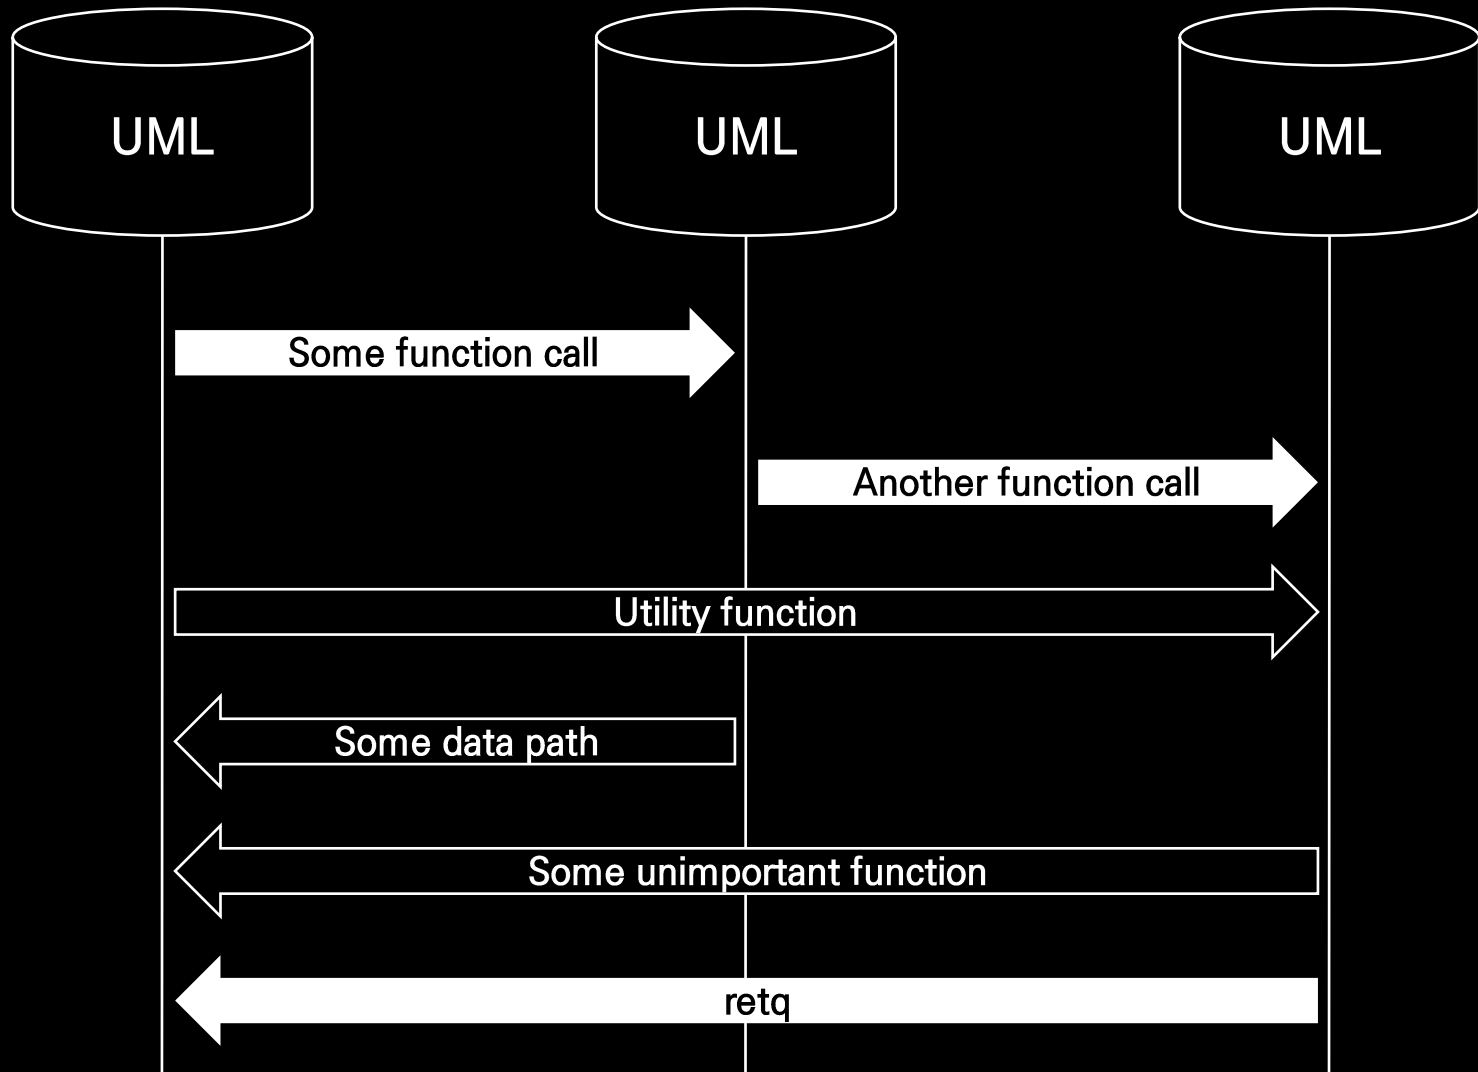 UML
UML
UML
Some function call
Another function call
Utility function
Some data path
Some unimportant function
retq